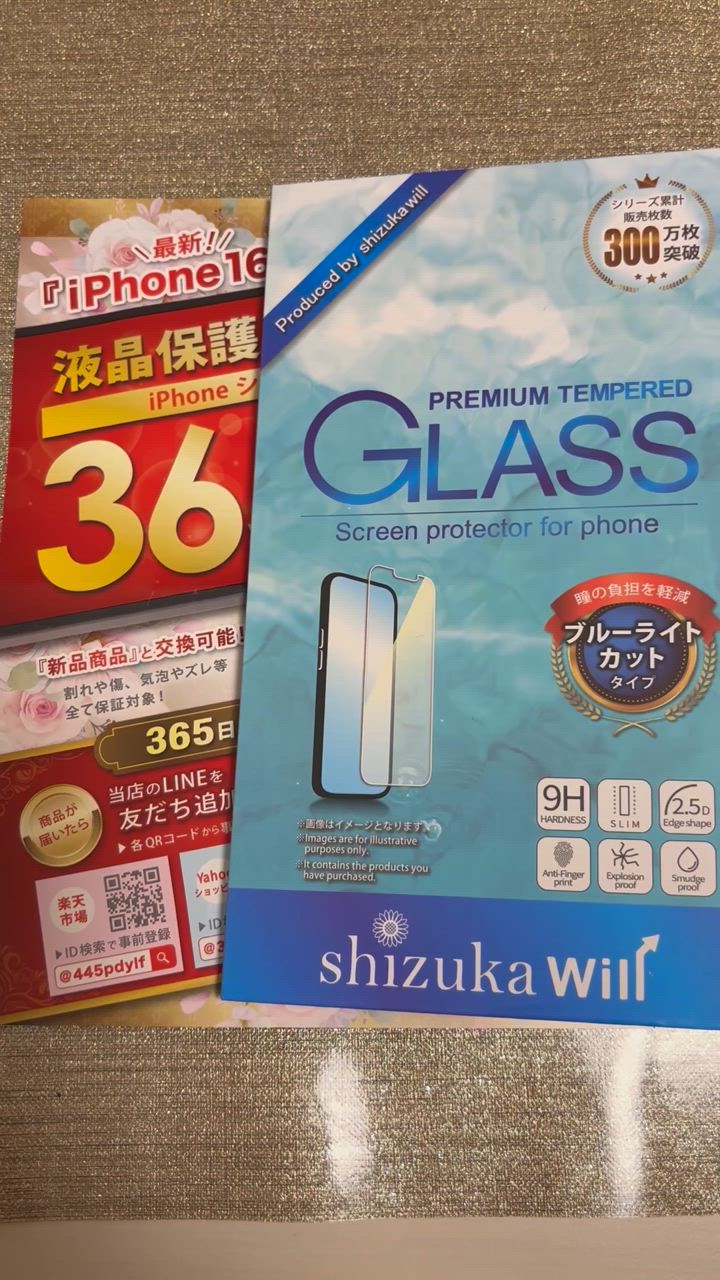 最新!
『iPhone16
液晶保護
iPhone シ
36
『新品商品』と交換可能!
割れや傷、気泡やズレ等
全て保証対象!
365日
商品が
届いたら
当店のLINEを
友だち追加
▶各QRコードから事
楽天
市場
▶ID検索で事前登録
@445pdylf
Yahoo
ショッピ
▶ID
@3
Produced by shizuka will
シリーズ累計
販売枚数
300万枚
突破
PREMIUM TEMPERED
GLASS
Screen protector for phone
瞳の負担を軽減
ブルーライト
カット
タイプ
※画像はイメージとなります。
※Images are for illustrative
purposes only.
※It contains the products you
have purchased.
9H
HARDNESS
SLIM
2.5D
Edge shape
Anti-Finger
print
Explosion
proof
Smudge
proof
shizuka Will